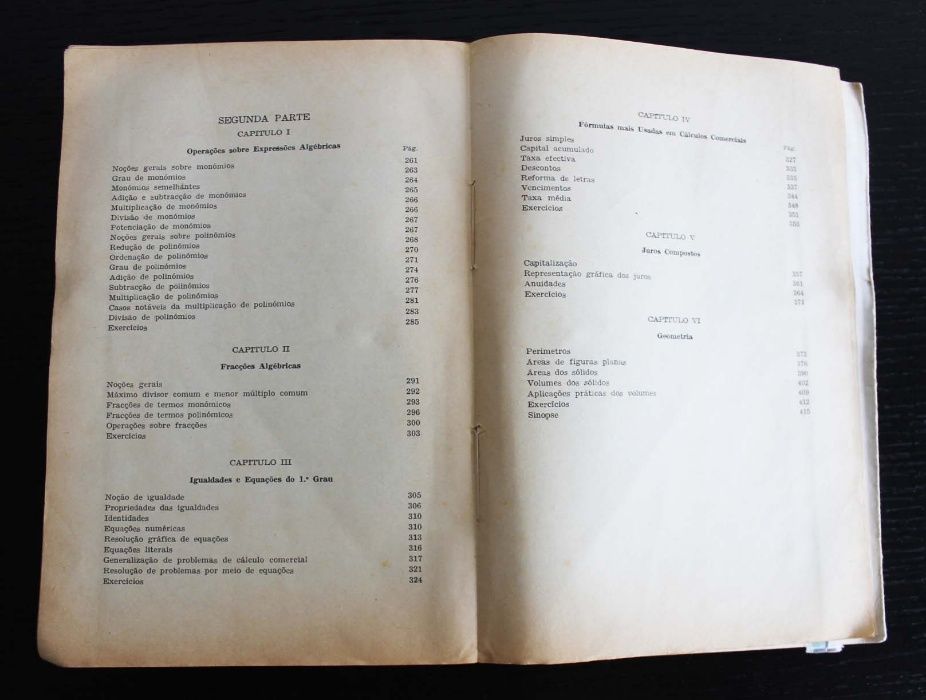 SEGUNDA PARTE
CAPITULO I
Operações sobre Expressões Algébricas Pág.
Noções gerais sobre monómios 261
Grau de monómios 263
Monómios semelhantes 264
Adição e subtracção de monómios 265
Multiplicação de monómios 266
Divisão de monómios 266
Potenciação de monómios 267
Noções gerais sobre polinómios 267
Redução de polinómios 268
Ordenação de polinómios 270
Grau de polinómios 271
Adição de polinómios 274
Subtracção de polinómios 276
Multiplicação de polinómios 277
Casos notáveis da multiplicação de polinómios 281
Divisão de polinómios 283
Exercícios 285
CAPITULO II
Fracções Algébricas
Noções gerais 291
Máximo divisor comum e menor múltiplo comum 292
Fracções de termos monómicos 293
Fracções de termos polinómicos 296
Operações sobre fracções 300
Exercícios 303
CAPITULO III
Igualdades e Equações do 1.º Grau
Noção de igualdade 305
Propriedades das igualdades 306
Identidades 310
Equações numéricas 310
Resolução gráfica de equações 313
Equações literais 316
Generalização de problemas de cálculo comercial 317
Resolução de problemas por meio de equações 321
Exercícios 324
CAPITULO IV
Fórmulas mais Usadas em Cálculos Comerciais
Pág.
Juros simples 327
Capital acumulado
Taxa efectiva
Descontos 337
Reforma de letras 344
Vencimentos 348
Taxa média 351
Exercícios
CAPITULO V
Juros Compostos
Capitalização 357
Representação gráfica dos juros 361
Anuidades 364
Exercícios 371
CAPITULO VI
Geometria
Perímetros 373
Areas de figuras planas
Areas dos sólidos 390
Volumes dos sólidos 402
Aplicações práticas dos volumes 409
Exercícios 412
Sinopse 415